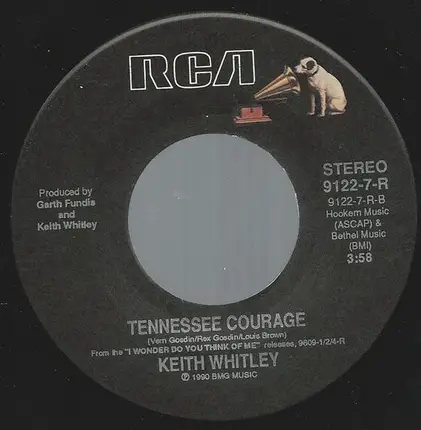 RCA
STEREO
9122-7-R
9122-7-R-B
Hookem Music
(ASCAP) &
Bethel Music
(BMI)
3:58
Produced by
Garth Fundis
and
Keith Whitley
TENNESSEE COURAGE
(Vern Gosdin/Rex Gosdin/Louis Brown)
From the "I WONDER DO YOU THINK OF ME" releases, 9809-1/2/4-R
KEITH WHITLEY
℗ 1990 BMG MUSIC